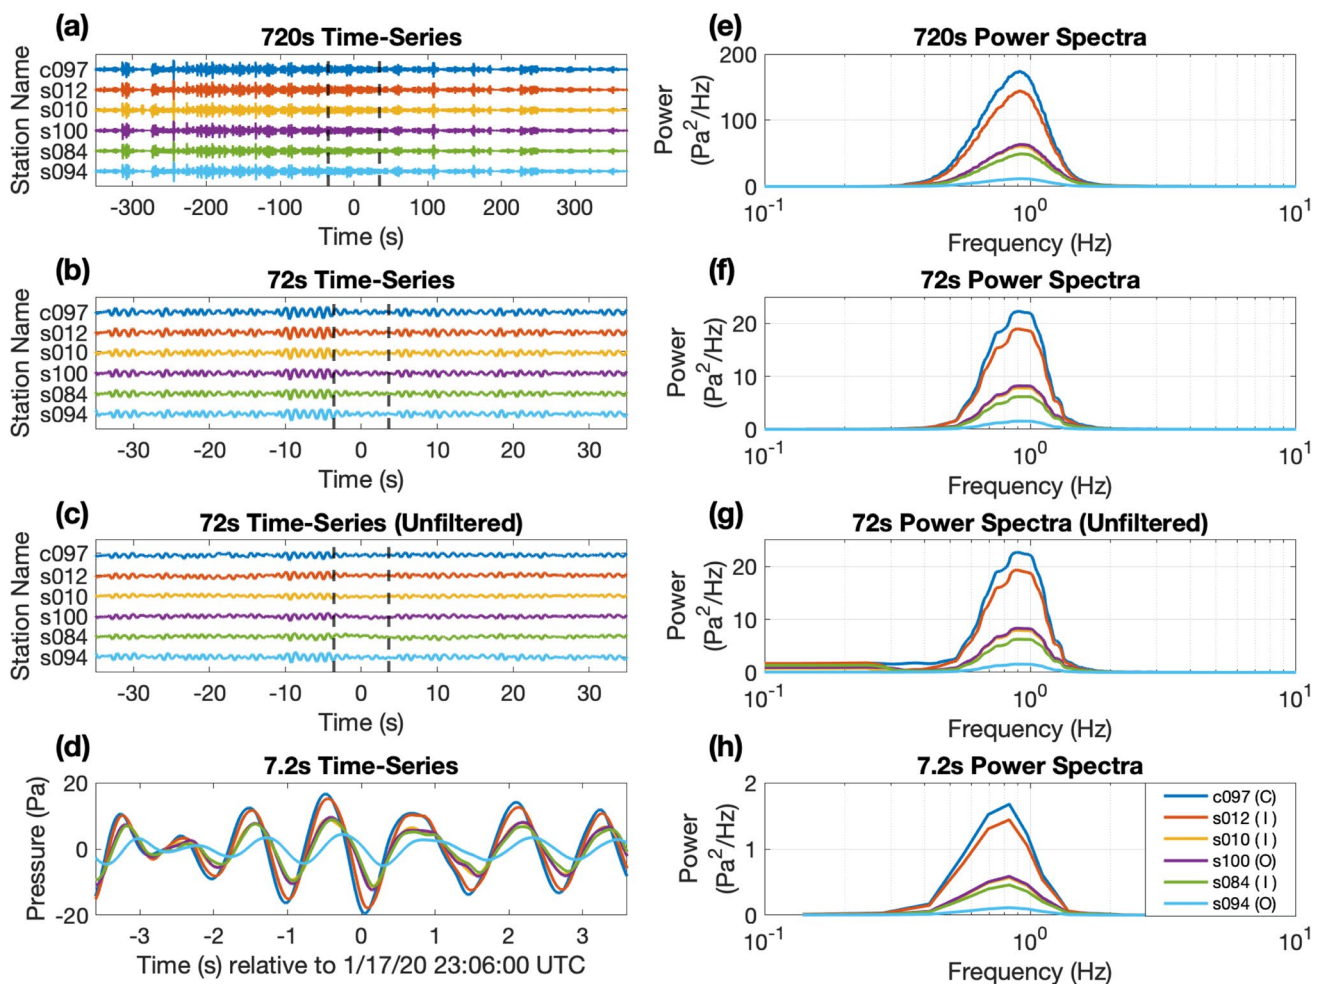 (a)
720s Time-Series
Station Name
c097
s012
s010
s100
s084
s094
-300 -200 -100 0 100 200 300
Time (s)
(e)
720s Power Spectra
Power
(Pa²/Hz)
200
100
0
10⁻¹ 10⁰ 10¹
Frequency (Hz)
(b)
72s Time-Series
Station Name
c097
s012
s010
s100
s084
s094
-30 -20 -10 0 10 20 30
Time (s)
(f)
72s Power Spectra
Power
(Pa²/Hz)
20
10
0
10⁻¹ 10⁰ 10¹
Frequency (Hz)
(c)
72s Time-Series (Unfiltered)
Station Name
c097
s012
s010
s100
s084
s094
-30 -20 -10 0 10 20 30
Time (s)
(g)
72s Power Spectra (Unfiltered)
Power
(Pa²/Hz)
20
10
0
10⁻¹ 10⁰ 10¹
Frequency (Hz)
(d)
7.2s Time-Series
Pressure (Pa)
20
0
-20
-3 -2 -1 0 1 2 3
Time (s) relative to 1/17/20 23:06:00 UTC
(h)
7.2s Power Spectra
Power
(Pa²/Hz)
2
1
0
10⁻¹ 10⁰ 10¹
Frequency (Hz)
c097 (C)
s012 ( I )
s010 ( I )
s100 (O)
s084 ( I )
s094 (O)